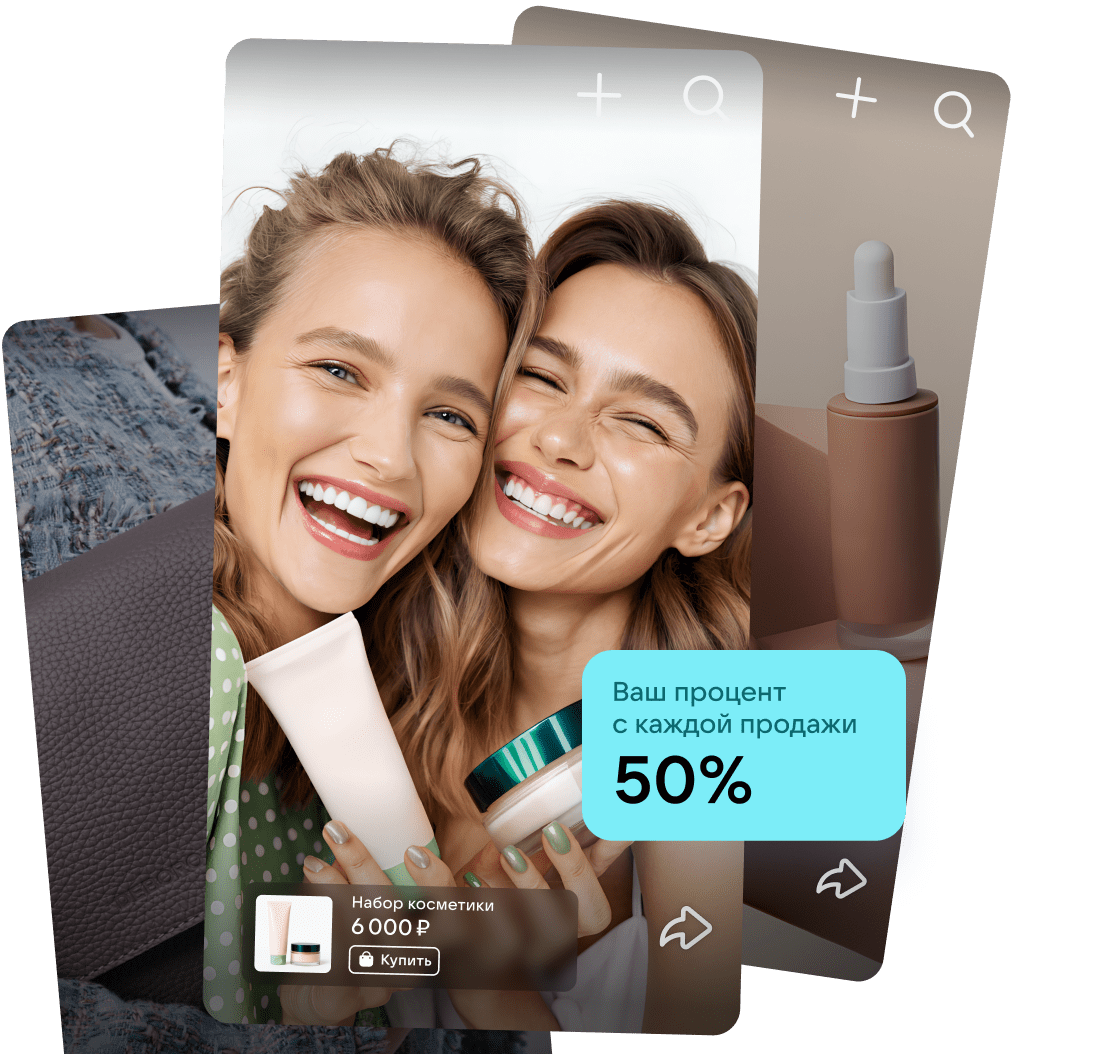 Ваш процент
с каждой продажи
50%
Набор косметики
6 000 ₽
Купить